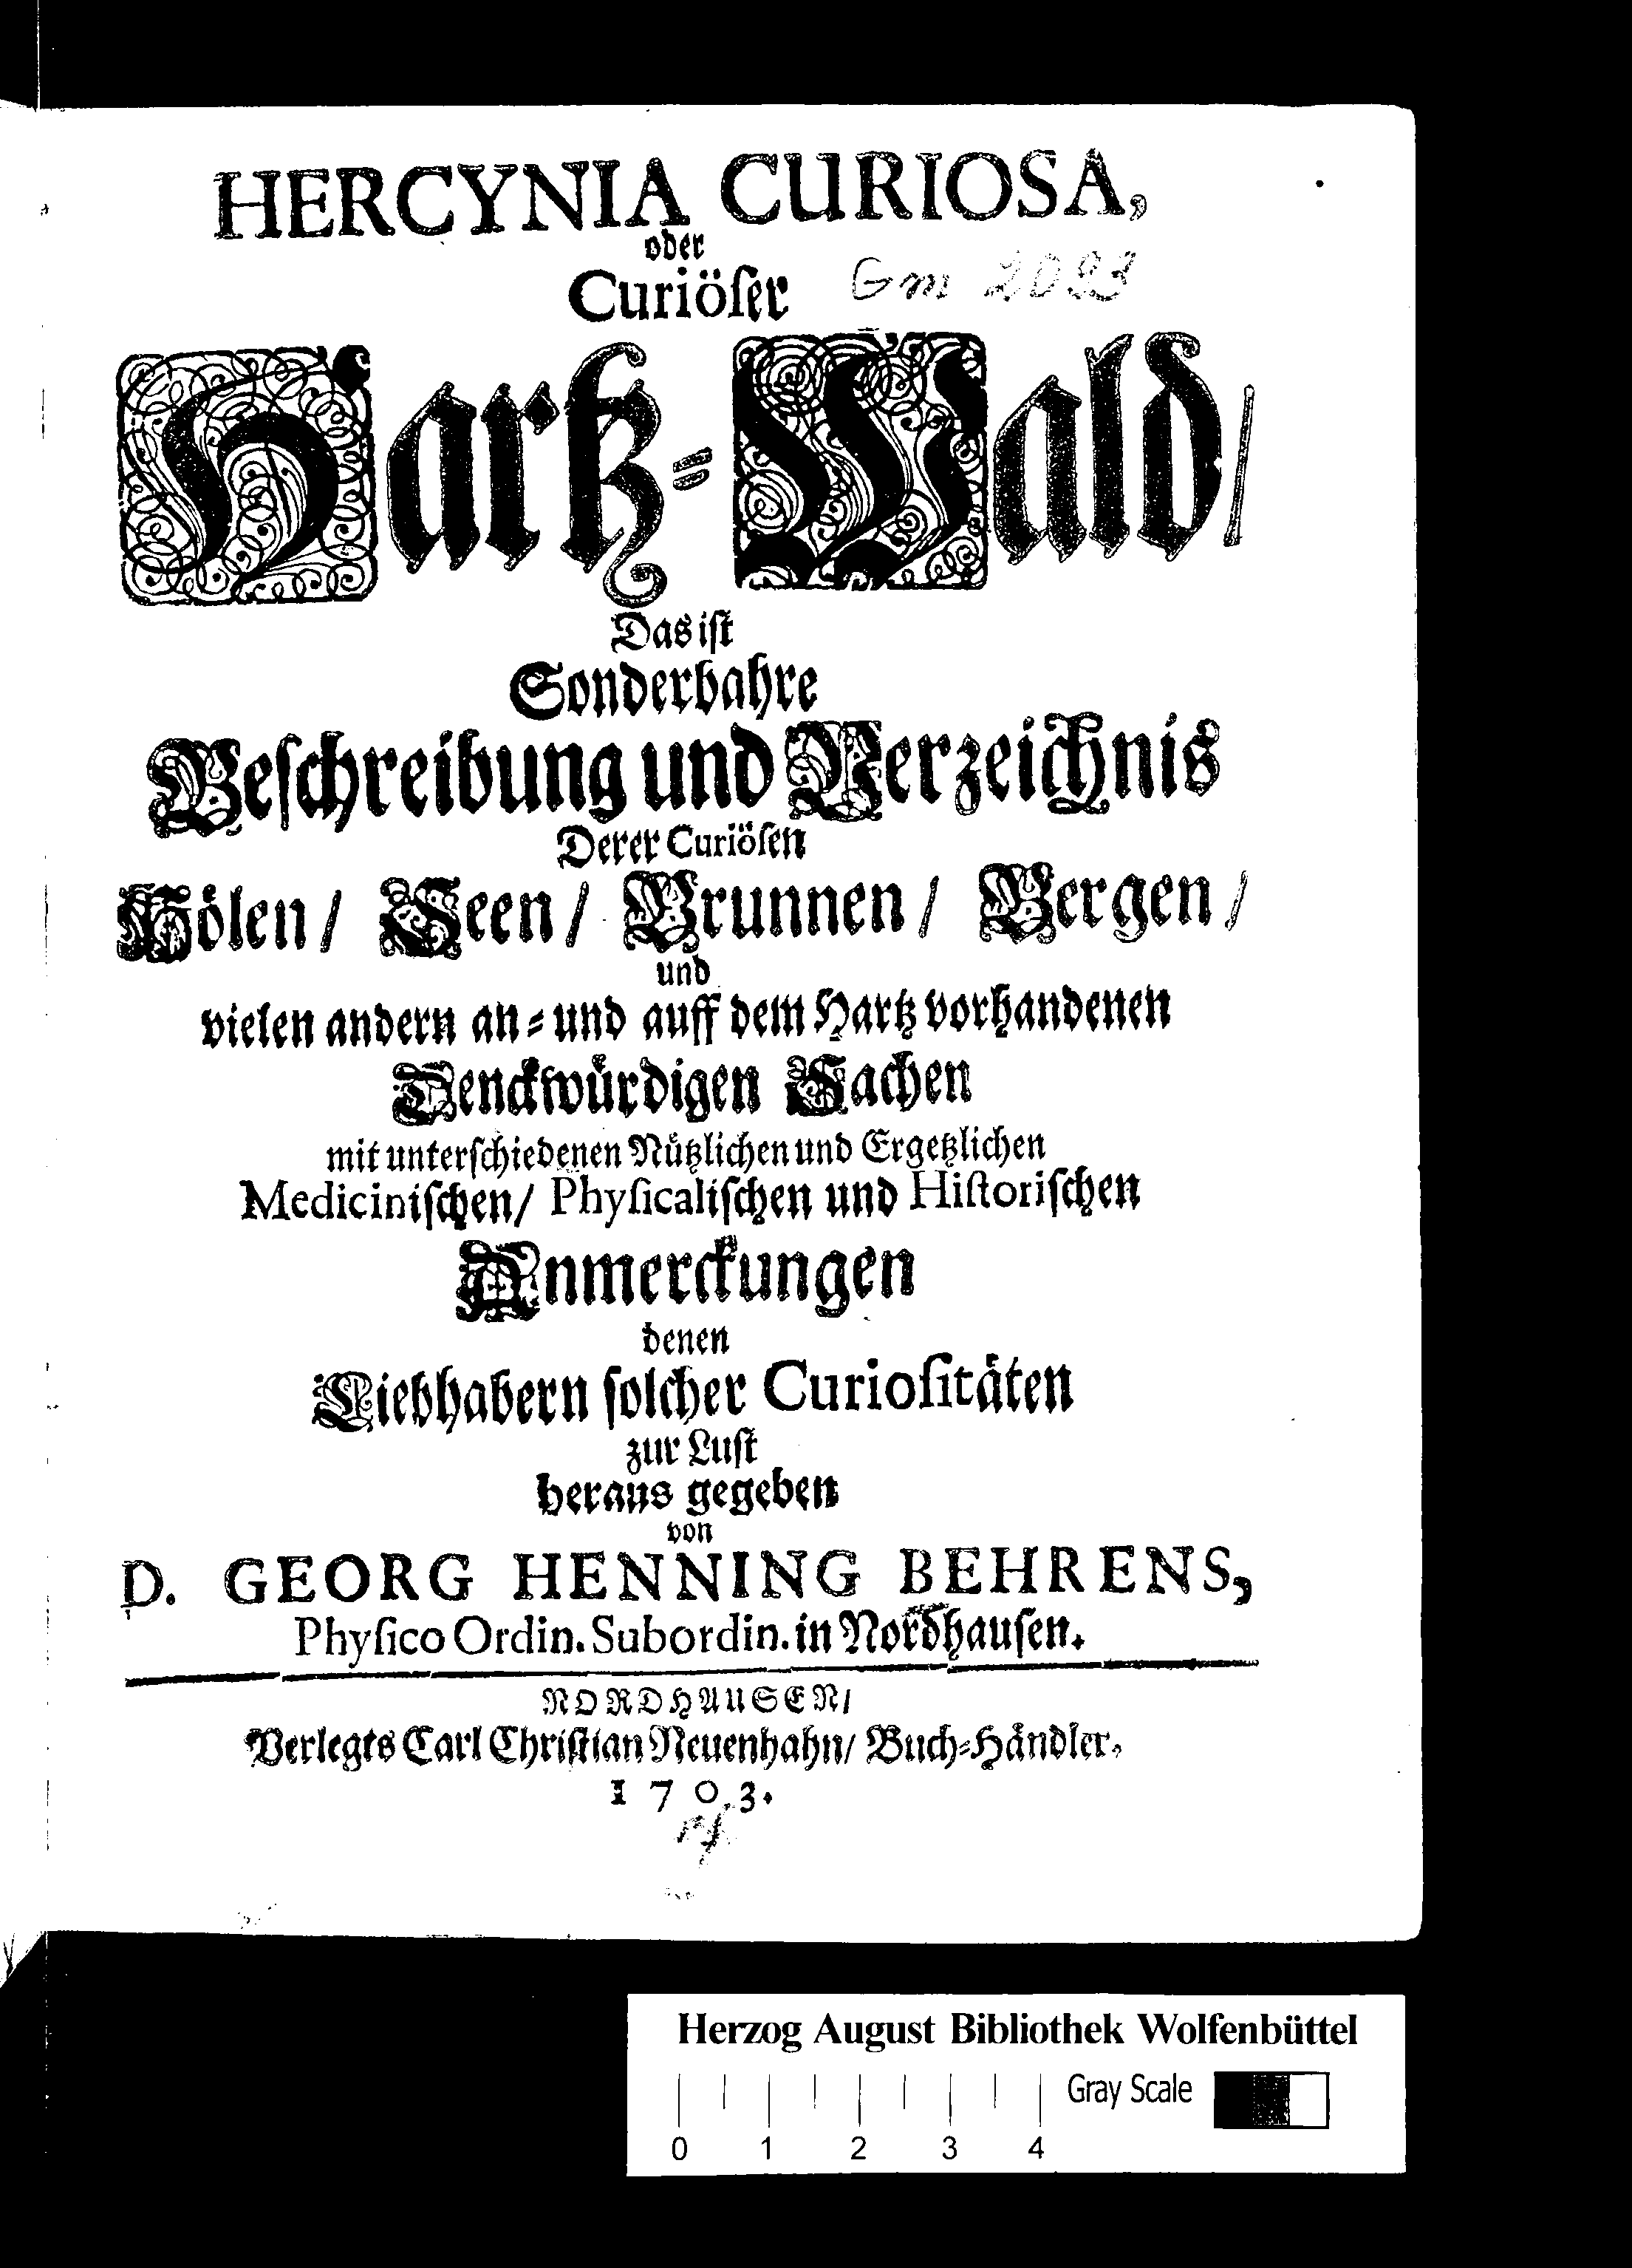 HERCYNIA CURIOSA,
oder
Curiöſer
Gm 2023
Hartz-Wald/
Das iſt
Sonderbahre
Beſchreibung und Verzeichnis
Derer Curiöſen
Hölen/ Seen/ Brunnen/ Bergen/
und
vielen andern an- und auff dem Hartz vorhandenen
Denckwürdigen Sachen
mit unterſchiedenen Nützlichen und Ergetzlichen
Mediciniſchen/ Phyſicaliſchen und Hiſtoriſchen
Anmerckungen
denen
Liebhabern ſolcher Curioſitäten
zur Luſt
heraus gegeben
von
D. GEORG HENNING BEHRENS,
Phyſico Ordin. Subordin. in Nordhauſen.
NORDHAUSEN/
Verlegts Carl Chriſtian Neuenhahn/ Buch-Händler.
1703.
Herzog August Bibliothek Wolfenbüttel
Gray Scale
0 1 2 3 4